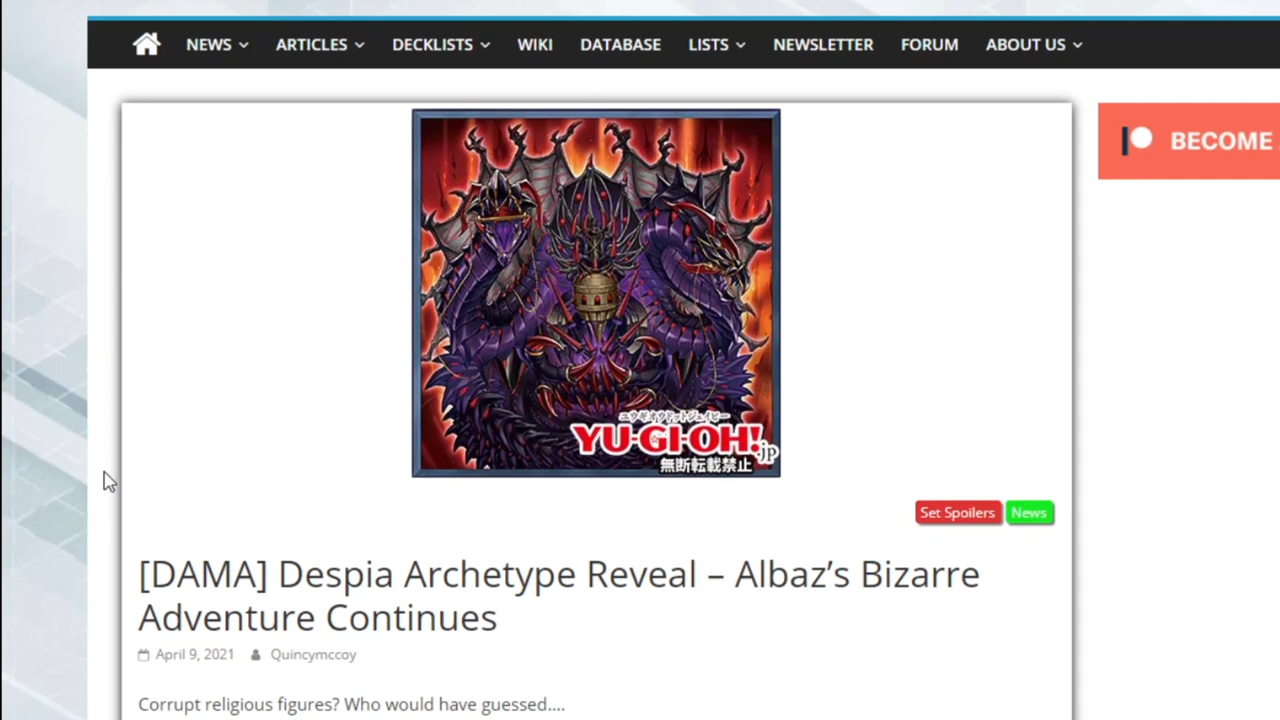 NEWS ARTICLES DECKLISTS WIKI DATABASE LISTS NEWSLETTER FORUM ABOUT US
BECOME
ユウギオウドットジェイピー
YU-GI-OH!.jp
無断転載禁止
Set Spoilers News
[DAMA] Despia Archetype Reveal – Albaz’s Bizarre
Adventure Continues
April 9, 2021 Quincymccoy
Corrupt religious figures? Who would have guessed....